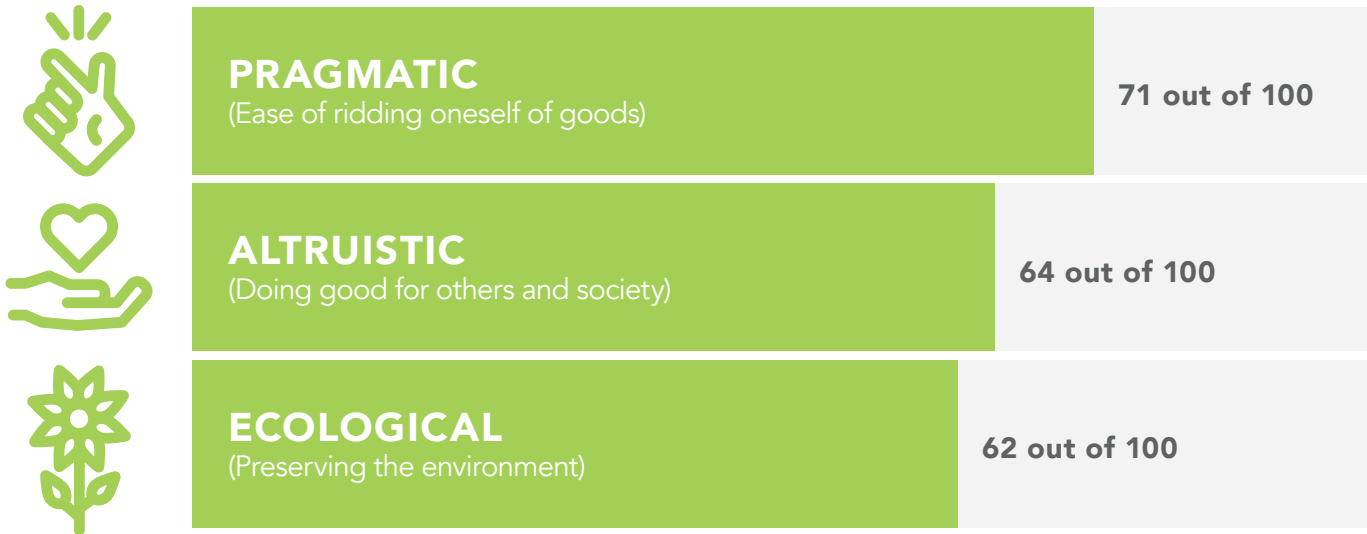 PRAGMATIC
(Ease of ridding oneself of goods)
71 out of 100
ALTRUISTIC
(Doing good for others and society)
64 out of 100
ECOLOGICAL
(Preserving the environment)
62 out of 100